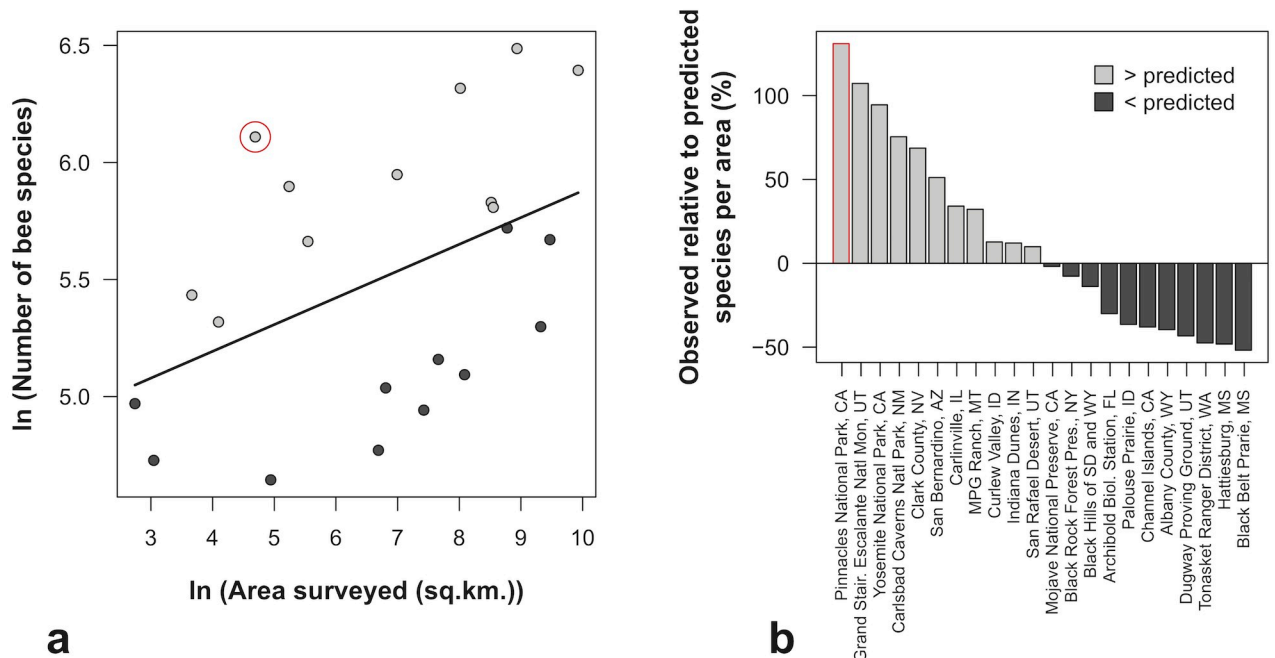 6.5
6.0
5.5
5.0
ln (Number of bee species)
3 4 5 6 7 8 9 10
ln (Area surveyed (sq.km.))
a
Observed relative to predicted
species per area (%)
100
50
0
−50
> predicted
< predicted
Pinnacles National Park, CA
Grand Stair. Escalante Natl Mon, UT
Yosemite National Park, CA
Carlsbad Caverns Natl Park, NM
Clark County, NV
San Bernardino, AZ
Carlinville, IL
MPG Ranch, MT
Curlew Valley, ID
Indiana Dunes, IN
San Rafael Desert, UT
Mojave National Preserve, CA
Black Rock Forest Pres., NY
Black Hills of SD and WY
Archibold Biol. Station, FL
Palouse Prairie, ID
Channel Islands, CA
Albany County, WY
Dugway Proving Ground, UT
Tonasket Ranger District, WA
Hattiesburg, MS
Black Belt Prarie, MS
b